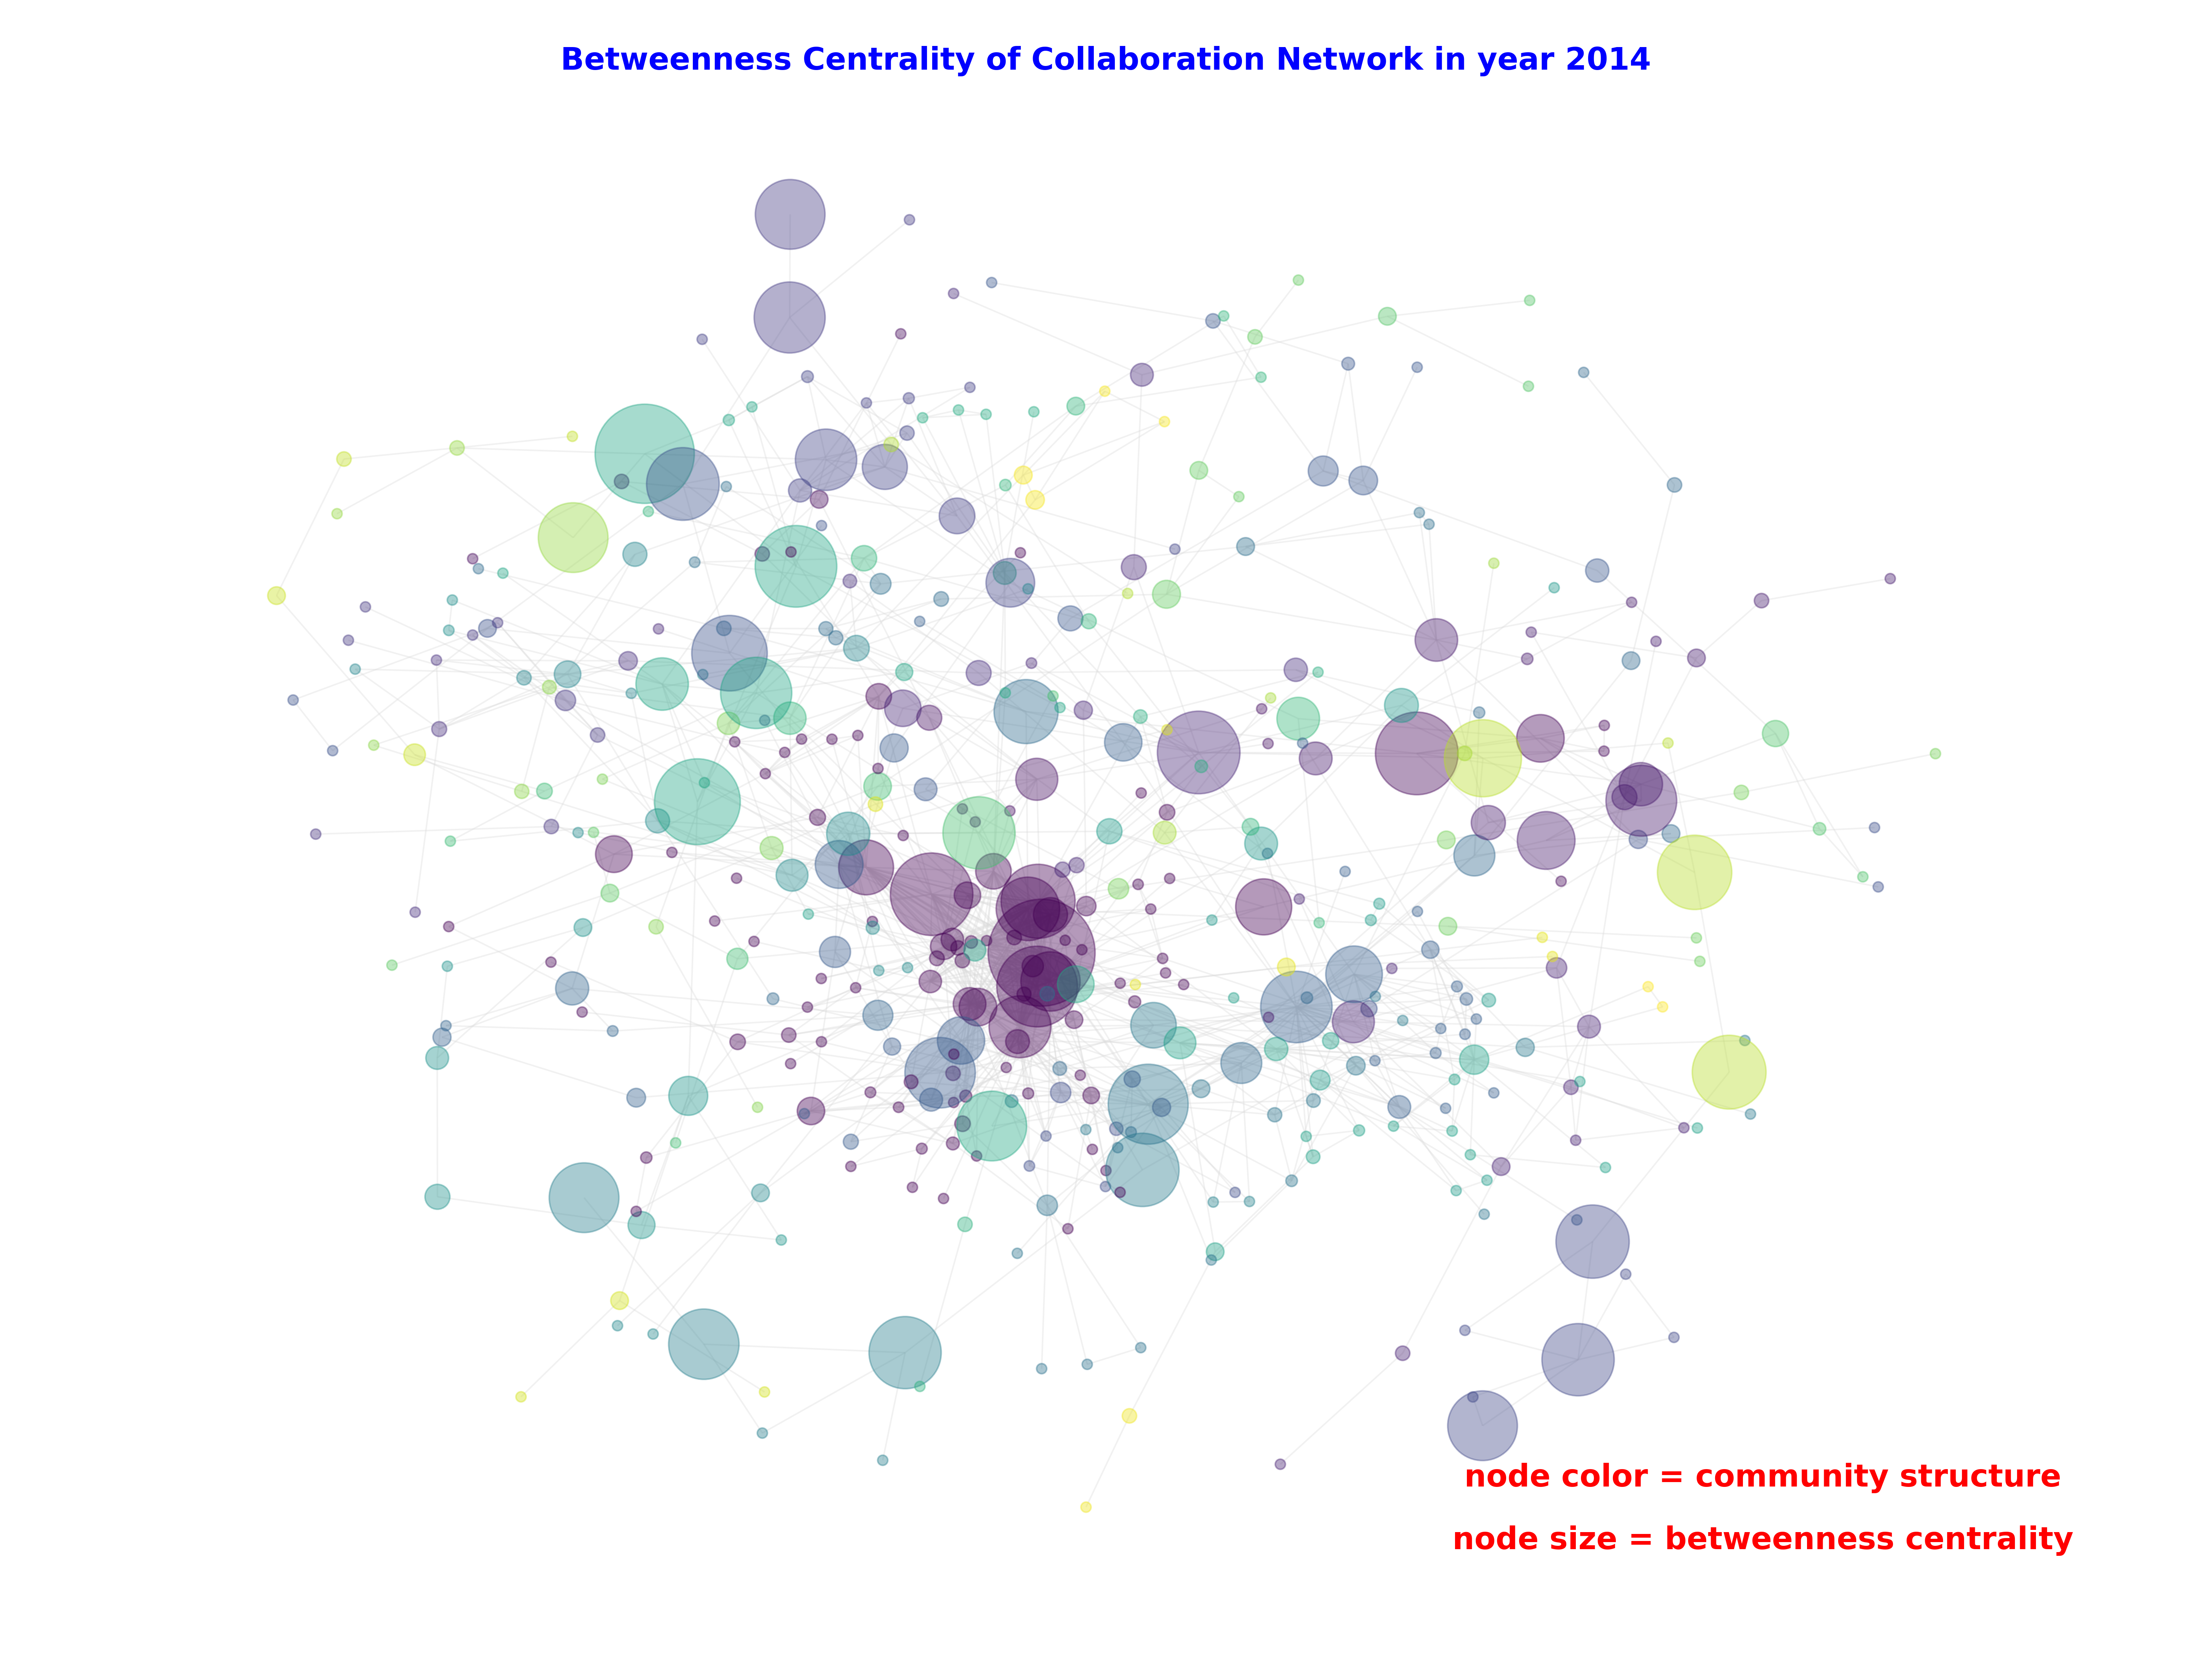 Betweenness Centrality of Collaboration Network in year 2014
node color = community structure
node size = betweenness centrality